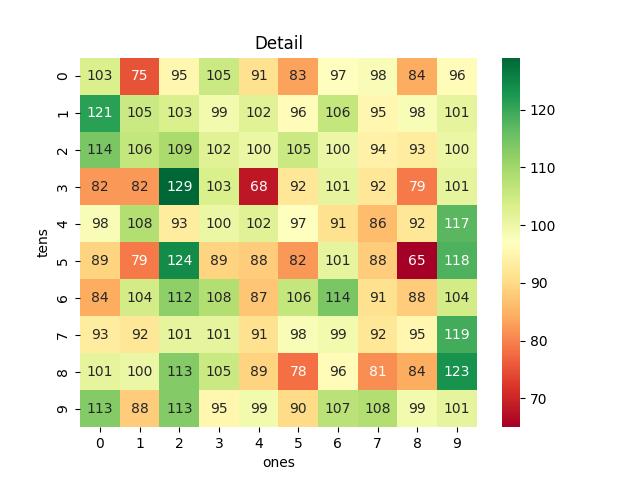 Detail
0 103 75 95 105 91 83 97 98 84 96
1 121 105 103 99 102 96 106 95 98 101 120
2 114 106 109 102 100 105 100 94 93 100 110
3 82 82 129 103 68 92 101 92 79 101
4 98 108 93 100 102 97 91 86 92 117 100
tens
5 89 79 124 89 88 82 101 88 65 118 90
6 84 104 112 108 87 106 114 91 88 104
7 93 92 101 101 91 98 99 92 95 119 80
8 101 100 113 105 89 78 96 81 84 123
9 113 88 113 95 99 90 107 108 99 101 70
0 1 2 3 4 5 6 7 8 9
ones